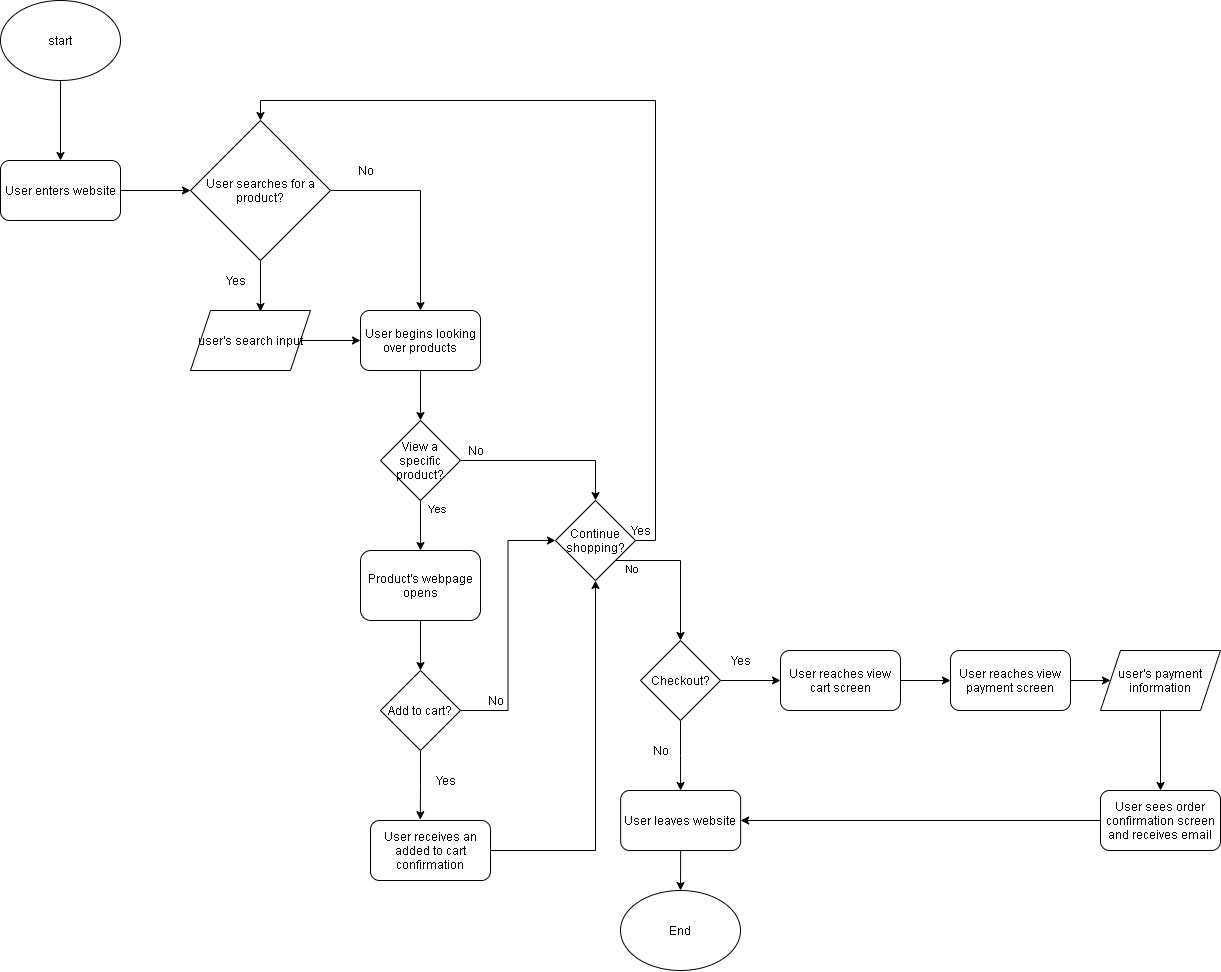 start
User enters website
User searches for a
product?
No
Yes
user's search input
User begins looking
over products
View a
specific
product?
No
Yes
Continue
shopping?
Yes
No
Product's webpage
opens
Add to cart?
No
Yes
User receives an
added to cart
confirmation
Checkout?
Yes
User reaches view
cart screen
User reaches view
payment screen
user's payment
information
No
User leaves website
User sees order
confirmation screen
and receives email
End